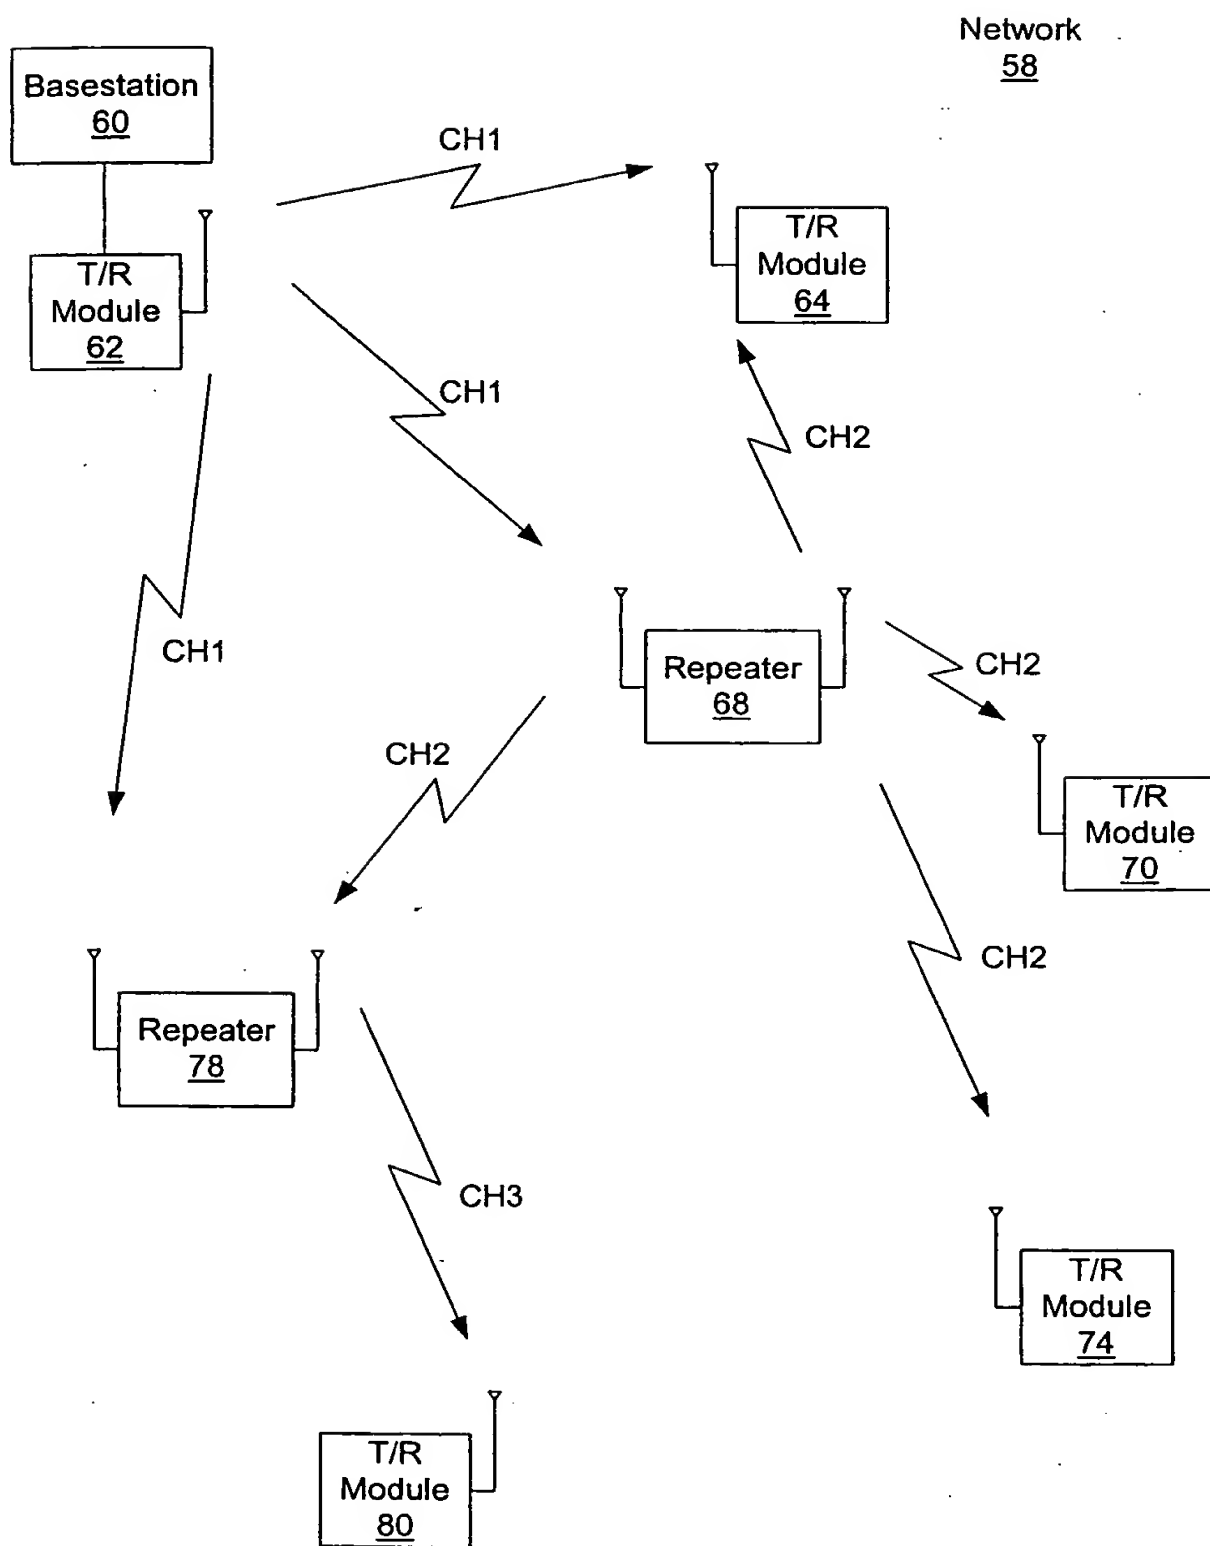 Network
58
Basestation
60
CH1
T/R
Module
62
T/R
Module
64
CH1
CH2
CH1
Repeater
68
CH2
CH2
T/R
Module
70
CH2
Repeater
78
CH3
T/R
Module
74
T/R
Module
80